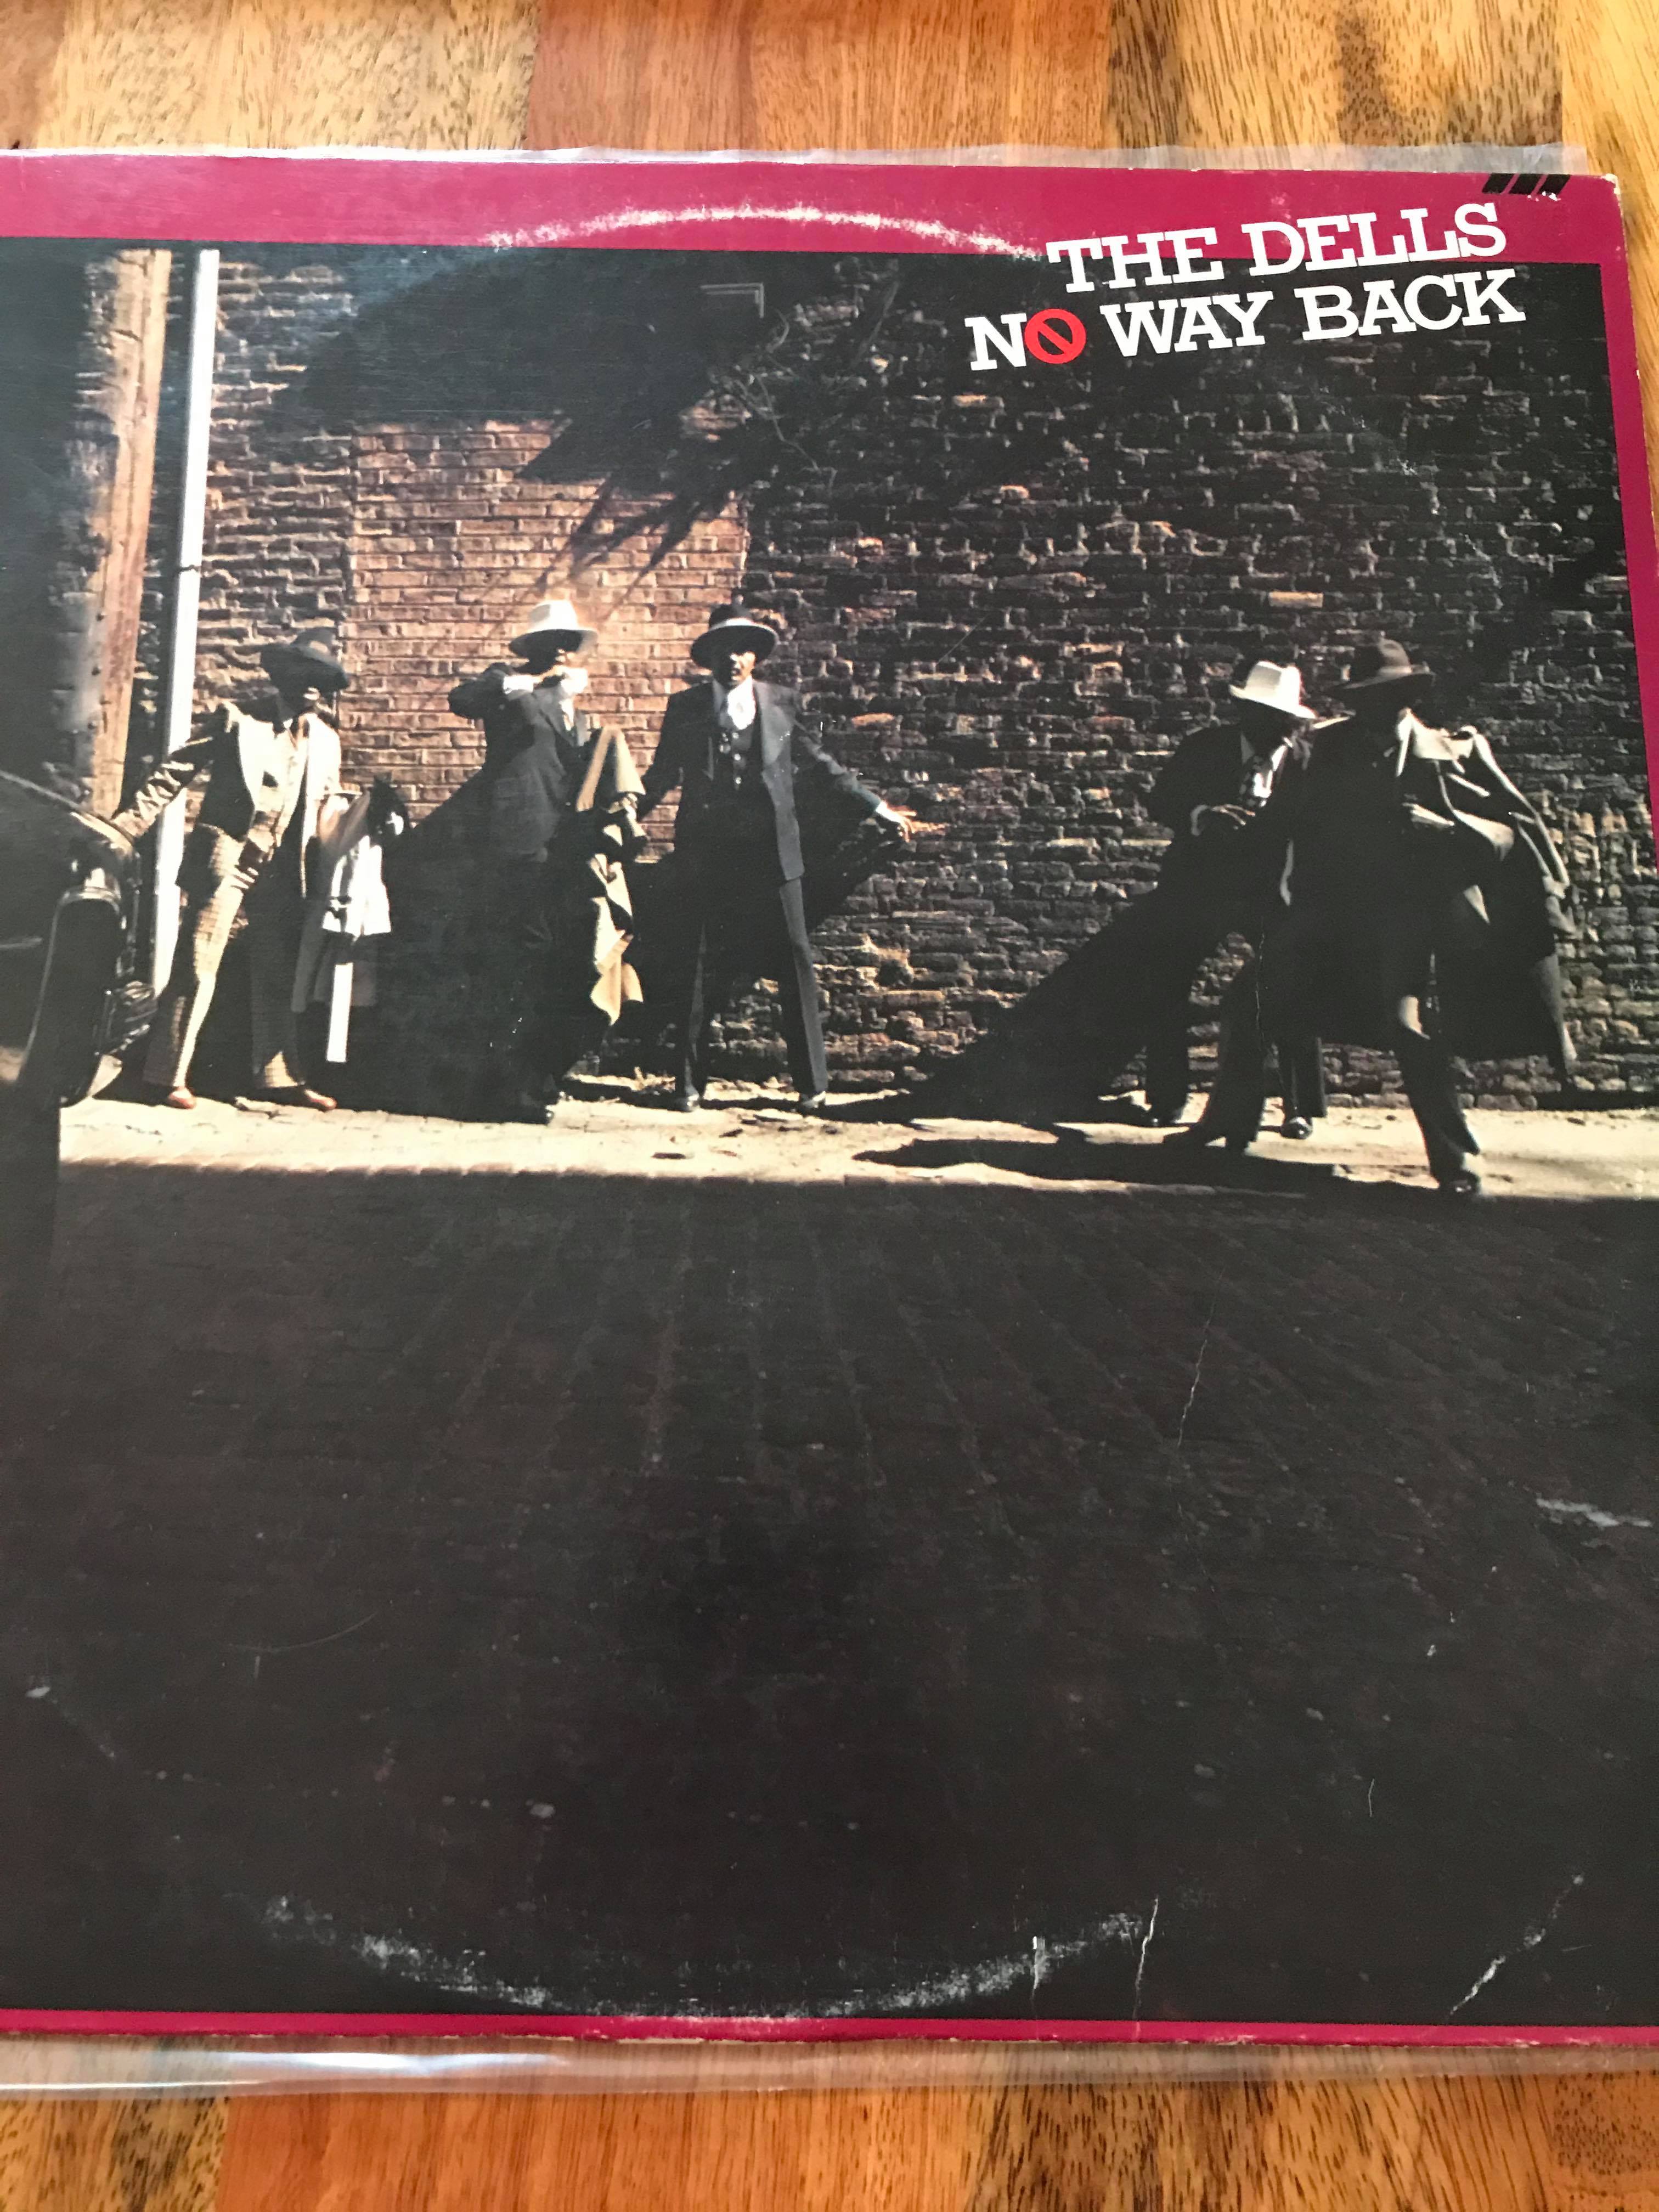 THE DELLS
NO WAY BACK